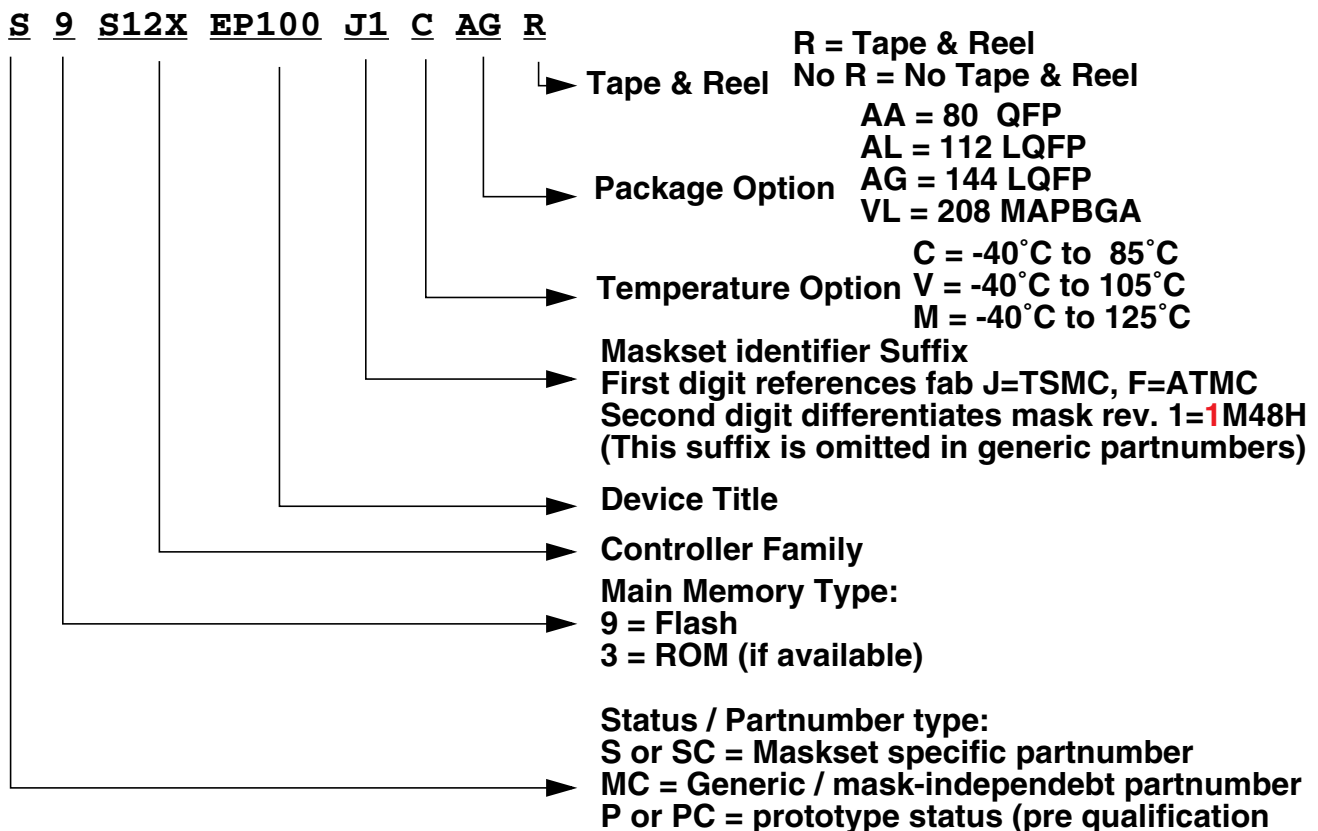 S 9 S12X EP100 J1 C AG R
R = Tape & Reel
Tape & Reel No R = No Tape & Reel
AA = 80 QFP
AL = 112 LQFP
Package Option AG = 144 LQFP
VL = 208 MAPBGA
C = -40˚C to 85˚C
Temperature Option V = -40˚C to 105˚C
M = -40˚C to 125˚C
Maskset identifier Suffix
First digit references fab J=TSMC, F=ATMC
Second digit differentiates mask rev. 1=1M48H
(This suffix is omitted in generic partnumbers)
Device Title
Controller Family
Main Memory Type:
9 = Flash
3 = ROM (if available)
Status / Partnumber type:
S or SC = Maskset specific partnumber
MC = Generic / mask-independebt partnumber
P or PC = prototype status (pre qualification